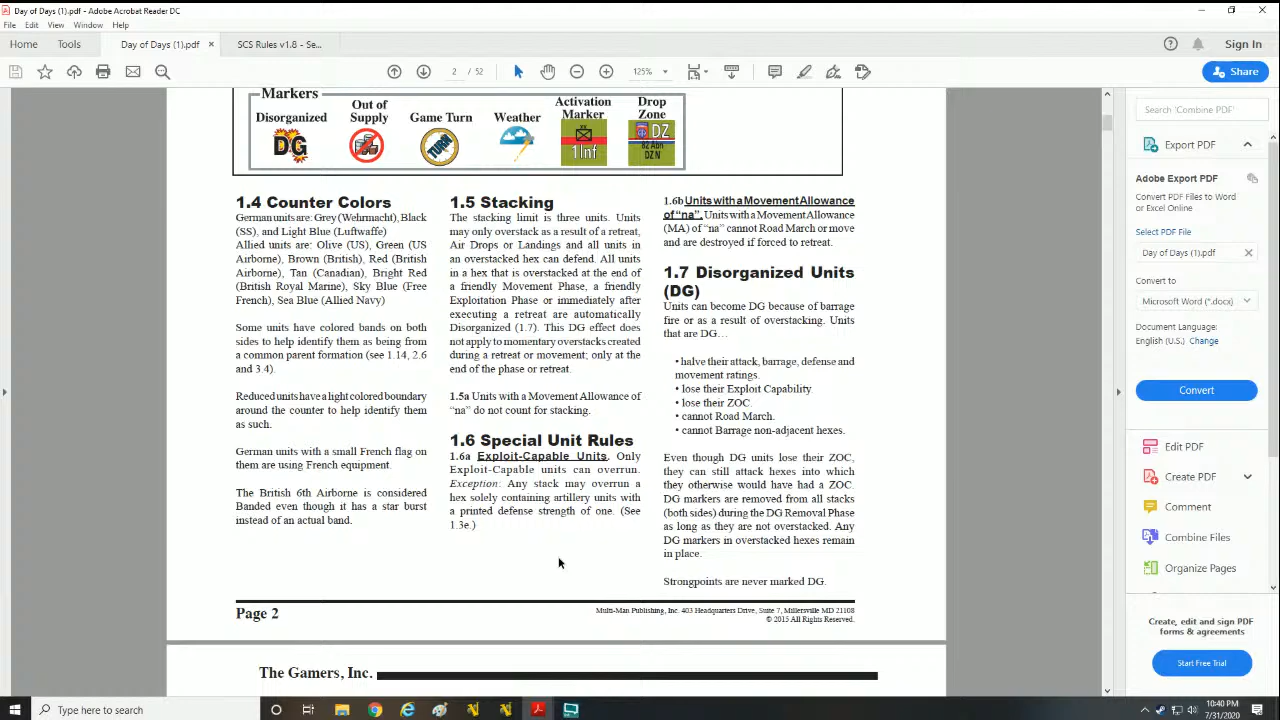 Day of Days (1).pdf - Adobe Acrobat Reader DC
File Edit View Window Help
Home Tools Day of Days (1).pdf × SCS Rules v1.8 - Se... Sign In
2 / 52 125% Share
Markers
Disorganized
Out of
Supply
Game Turn
Weather
Activation
Marker
Drop
Zone
DG
TURN
1Inf
DZ
82 Abn
DZ N
1.4 Counter Colors
German units are: Grey (Wehrmacht), Black
(SS), and Light Blue (Luftwaffe)
Allied units are: Olive (US), Green (US
Airborne), Brown (British), Red (British
Airborne), Tan (Canadian), Bright Red
(British Royal Marine), Sky Blue (Free
French), Sea Blue (Allied Navy)
Some units have colored bands on both
sides to help identify them as being from
a common parent formation (see 1.14, 2.6
and 3.4).
Reduced units have a light colored boundary
around the counter to help identify them
as such.
German units with a small French flag on
them are using French equipment.
The British 6th Airborne is considered
Banded even though it has a star burst
instead of an actual band.
1.5 Stacking
The stacking limit is three units. Units
may only overstack as a result of a retreat,
Air Drops or Landings and all units in
an overstacked hex can defend. All units
in a hex that is overstacked at the end of
a friendly Movement Phase, a friendly
Exploitation Phase or immediately after
executing a retreat are automatically
Disorganized (1.7). This DG effect does
not apply to momentary overstacks created
during a retreat or movement; only at the
end of the phase or retreat.
1.5a Units with a Movement Allowance of
“na” do not count for stacking.
1.6 Special Unit Rules
1.6a Exploit-Capable Units. Only
Exploit-Capable units can overrun.
Exception: Any stack may overrun a
hex solely containing artillery units with
a printed defense strength of one. (See
1.3e.)
1.6b Units with a Movement Allowance
of “na”. Units with a Movement Allowance
(MA) of “na” cannot Road March or move
and are destroyed if forced to retreat.
1.7 Disorganized Units
(DG)
Units can become DG because of barrage
fire or as a result of overstacking. Units
that are DG…
• halve their attack, barrage, defense and
movement ratings.
• lose their Exploit Capability.
• lose their ZOC.
• cannot Road March.
• cannot Barrage non-adjacent hexes.
Even though DG units lose their ZOC,
they can still attack hexes into which
they otherwise would have had a ZOC.
DG markers are removed from all stacks
(both sides) during the DG Removal Phase
as long as they are not overstacked. Any
DG markers in overstacked hexes remain
in place.
Strongpoints are never marked DG.
Page 2
Multi-Man Publishing, Inc. 403 Headquarters Drive, Suite 7, Millersville MD 21108
© 2015 All Rights Reserved.
The Gamers, Inc.
Search 'Combine PDF'
Export PDF
Adobe Export PDF
Convert PDF Files to Word
or Excel Online
Select PDF File
Day of Days (1).pdf
Convert to
Microsoft Word (*.docx)
Document Language:
English (U.S.) Change
Convert
Edit PDF
Create PDF
Comment
Combine Files
Organize Pages
Create, edit and sign PDF
forms & agreements
Start Free Trial
Type here to search
10:40 PM
7/31/2020